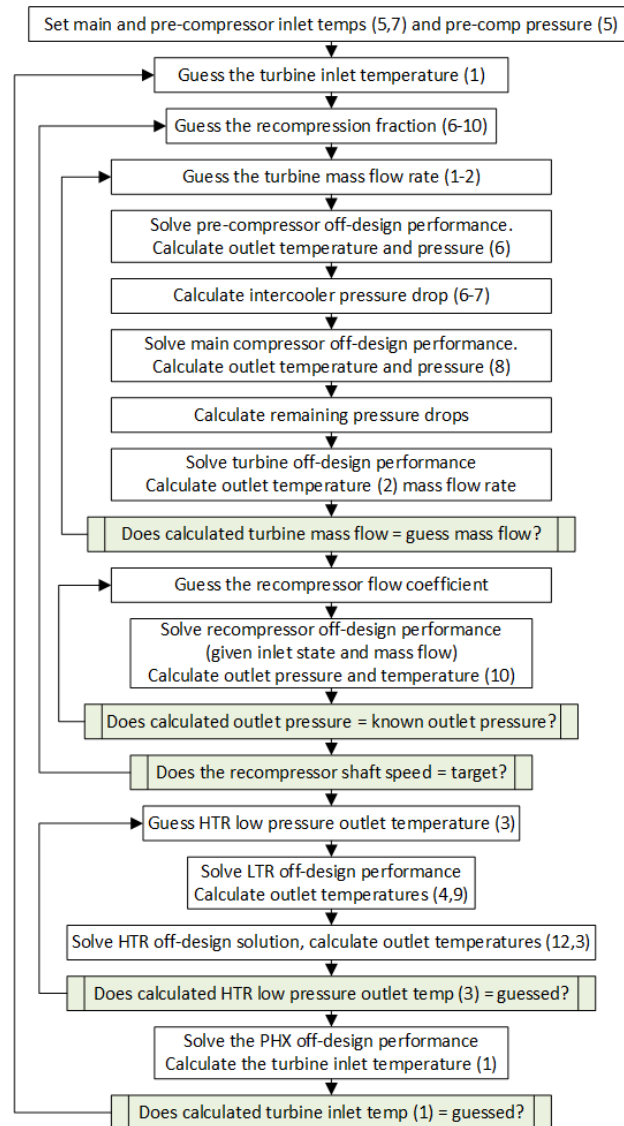 Set main and pre-compressor inlet temps (5,7) and pre-comp pressure (5)
Guess the turbine inlet temperature (1)
Guess the recompression fraction (6-10)
Guess the turbine mass flow rate (1-2)
Solve pre-compressor off-design performance.
Calculate outlet temperature and pressure (6)
Calculate intercooler pressure drop (6-7)
Solve main compressor off-design performance.
Calculate outlet temperature and pressure (8)
Calculate remaining pressure drops
Solve turbine off-design performance
Calculate outlet temperature (2) mass flow rate
Does calculated turbine mass flow = guess mass flow?
Guess the recompressor flow coefficient
Solve recompressor off-design performance
(given inlet state and mass flow)
Calculate outlet pressure and temperature (10)
Does calculated outlet pressure = known outlet pressure?
Does the recompressor shaft speed = target?
Guess HTR low pressure outlet temperature (3)
Solve LTR off-design performance
Calculate outlet temperatures (4,9)
Solve HTR off-design solution, calculate outlet temperatures (12,3)
Does calculated HTR low pressure outlet temp (3) = guessed?
Solve the PHX off-design performance
Calculate the turbine inlet temperature (1)
Does calculated turbine inlet temp (1) = guessed?